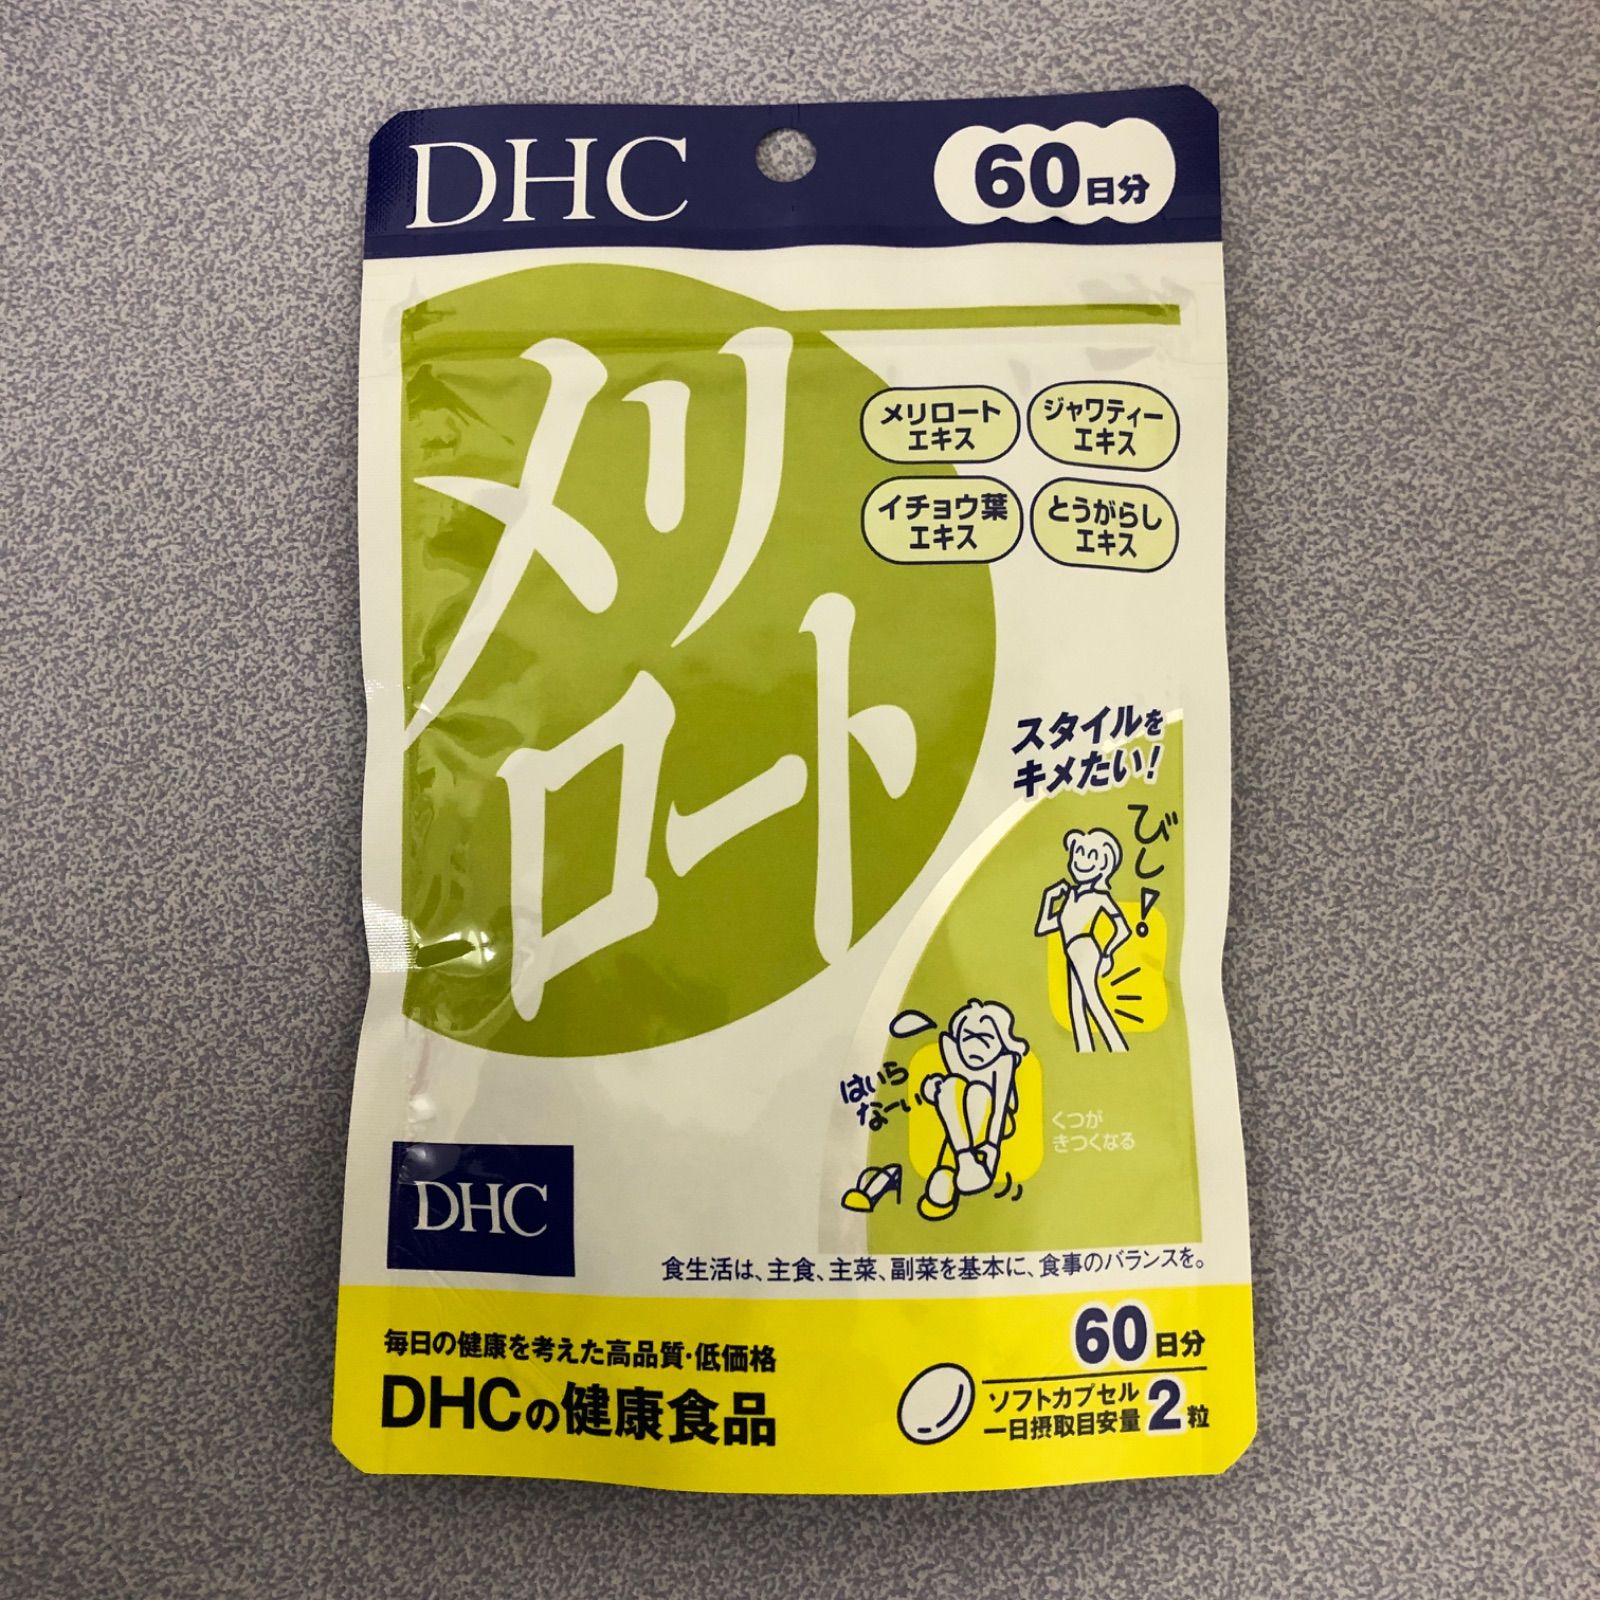 DHC
60日分
メリ
ロート
メリロート
エキス
ジャワティー
エキス
イチョウ葉
エキス
とうがらし
エキス
スタイルを
キメたい!
びし!
はいら
なーい
くつが
きつくなる
DHC
食生活は、主食、主菜、副菜を基本に、食事のバランスを。
毎日の健康を考えた高品質・低価格
DHCの健康食品
60日分
ソフトカプセル
一日摂取目安量 2粒